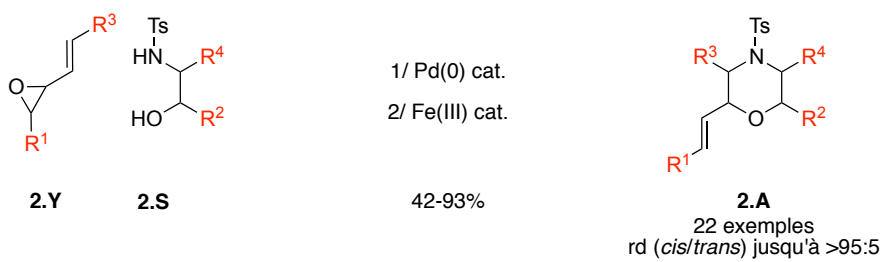 R³
O
R¹
2.Y
Ts
HN
R⁴
HO
R²
2.S
1/ Pd(0) cat.
2/ Fe(III) cat.
42-93%
Ts
R³
N
R⁴
O
R²
R¹
2.A
22 exemples
rd (cis/trans) jusqu'à >95:5